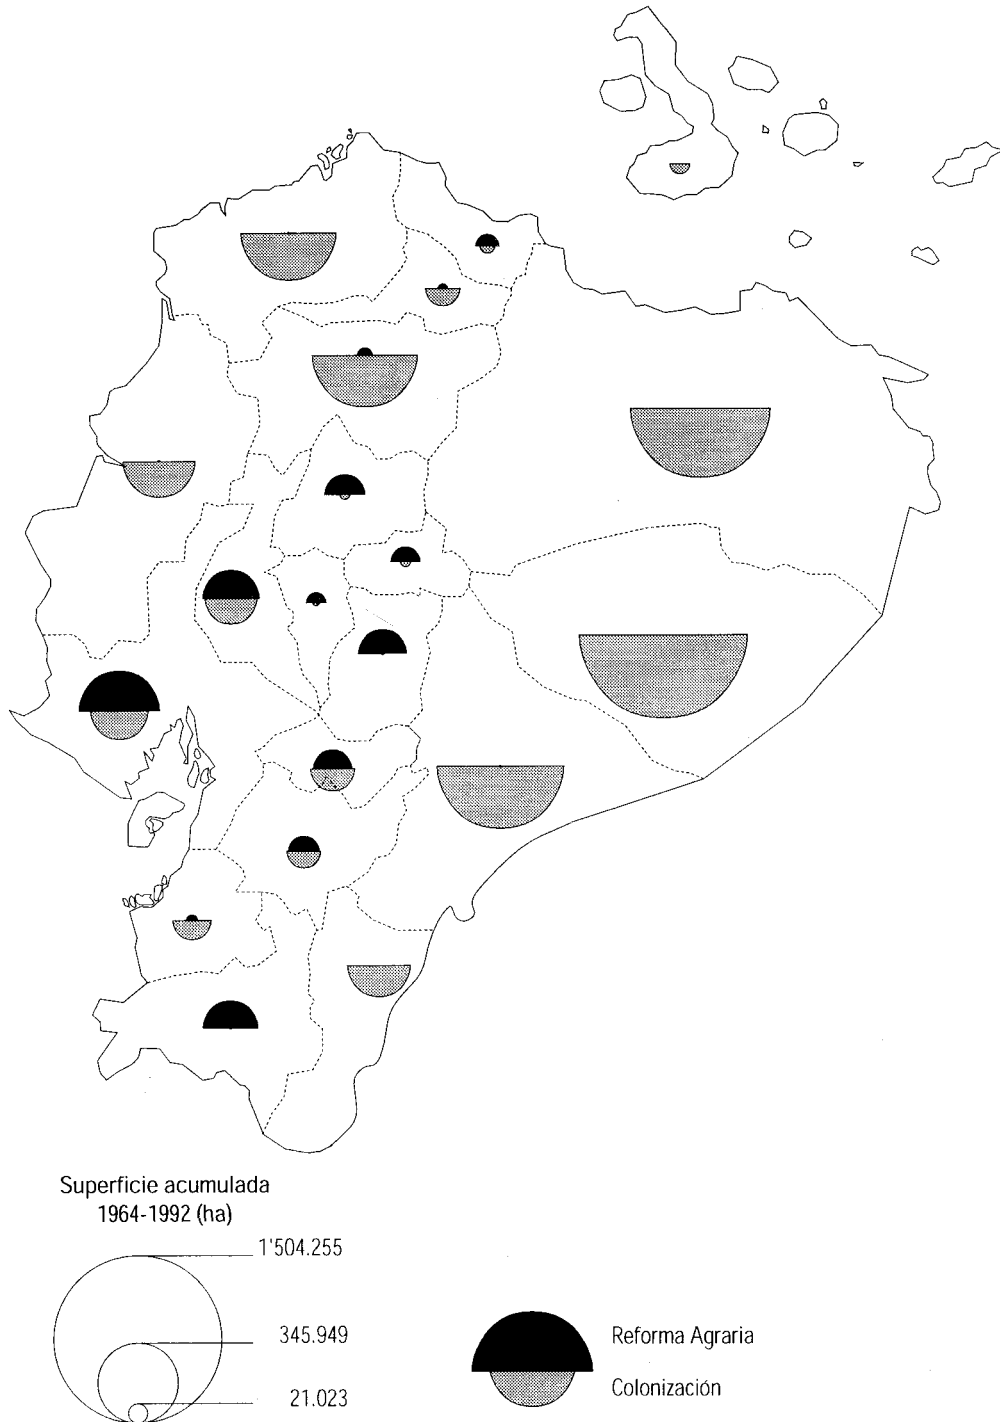 Superficie acumulada
1964-1992 (ha)
1'504.255
345.949
21.023
Reforma Agraria
Colonización